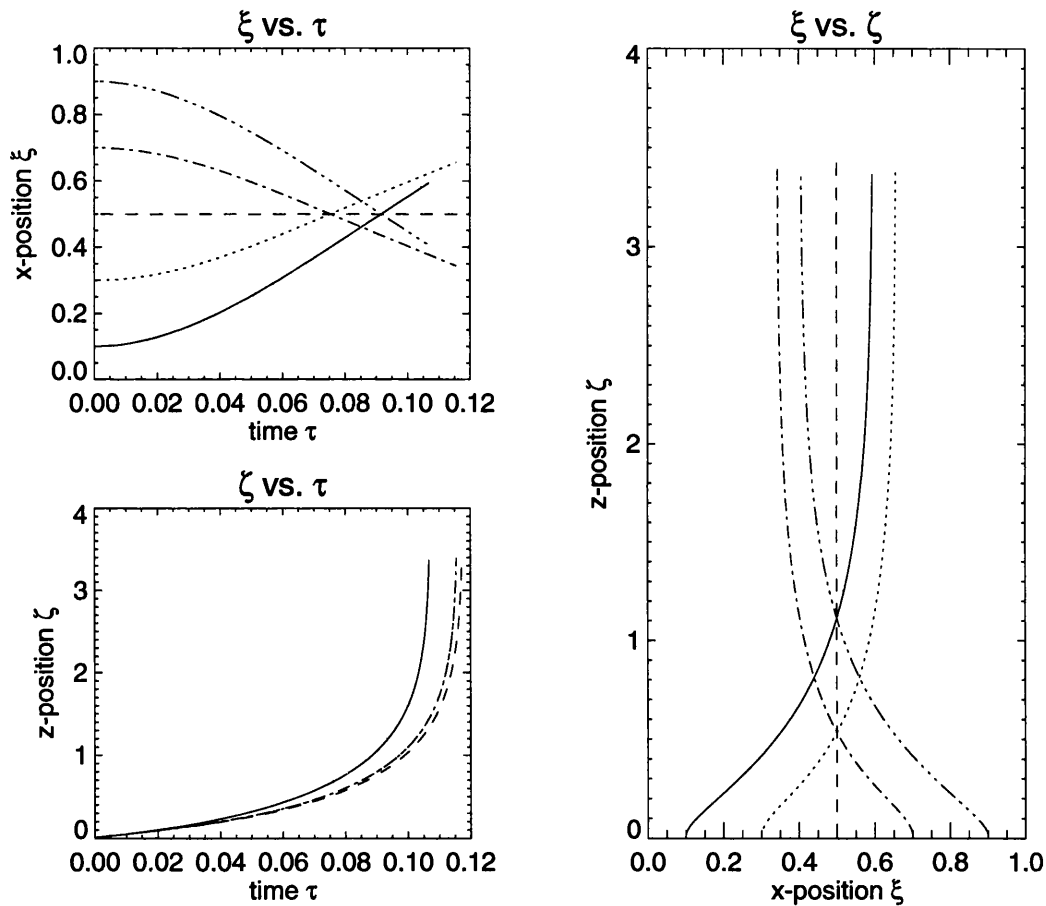 ξ vs. τ
1.0
0.8
0.6
0.4
0.2
0.0
x-position ξ
0.00 0.02 0.04 0.06 0.08 0.10 0.12
time τ
ζ vs. τ
4
3
2
1
0
z-position ζ
0.00 0.02 0.04 0.06 0.08 0.10 0.12
time τ
ξ vs. ζ
4
3
2
1
0
z-position ζ
0.0 0.2 0.4 0.6 0.8 1.0
x-position ξ